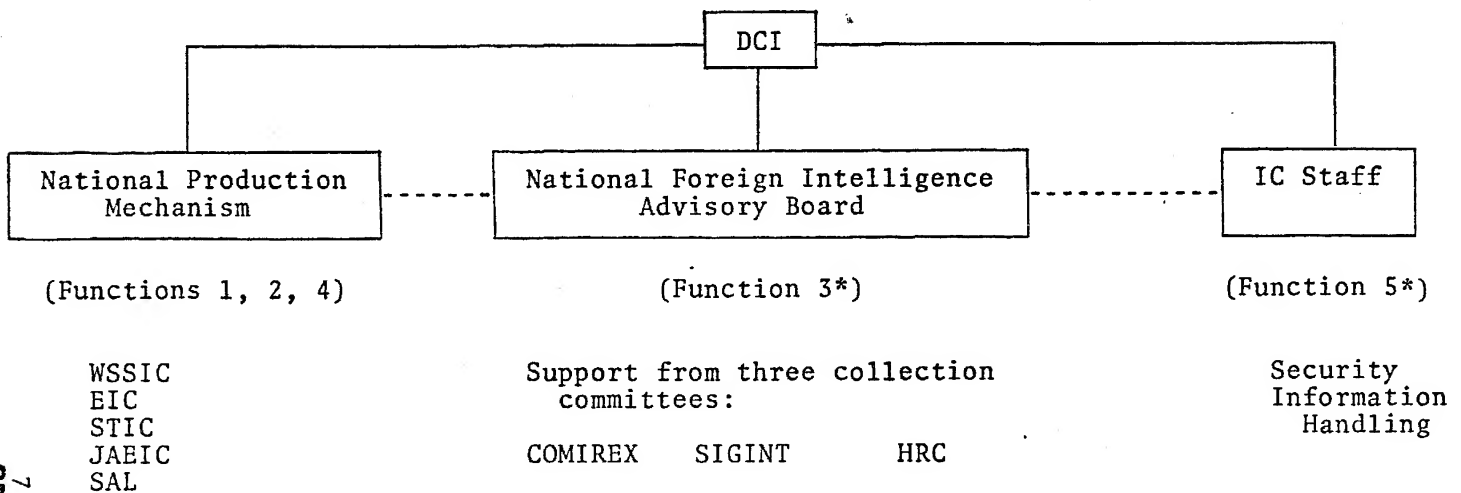 DCI
National Production
Mechanism
National Foreign Intelligence
Advisory Board
IC Staff
(Functions 1, 2, 4)
(Function 3*)
(Function 5*)
WSSIC
EIC
STIC
JAEIC
SAL
Support from three collection
committees:
COMIREX SIGINT HRC
Security
Information
Handling
7